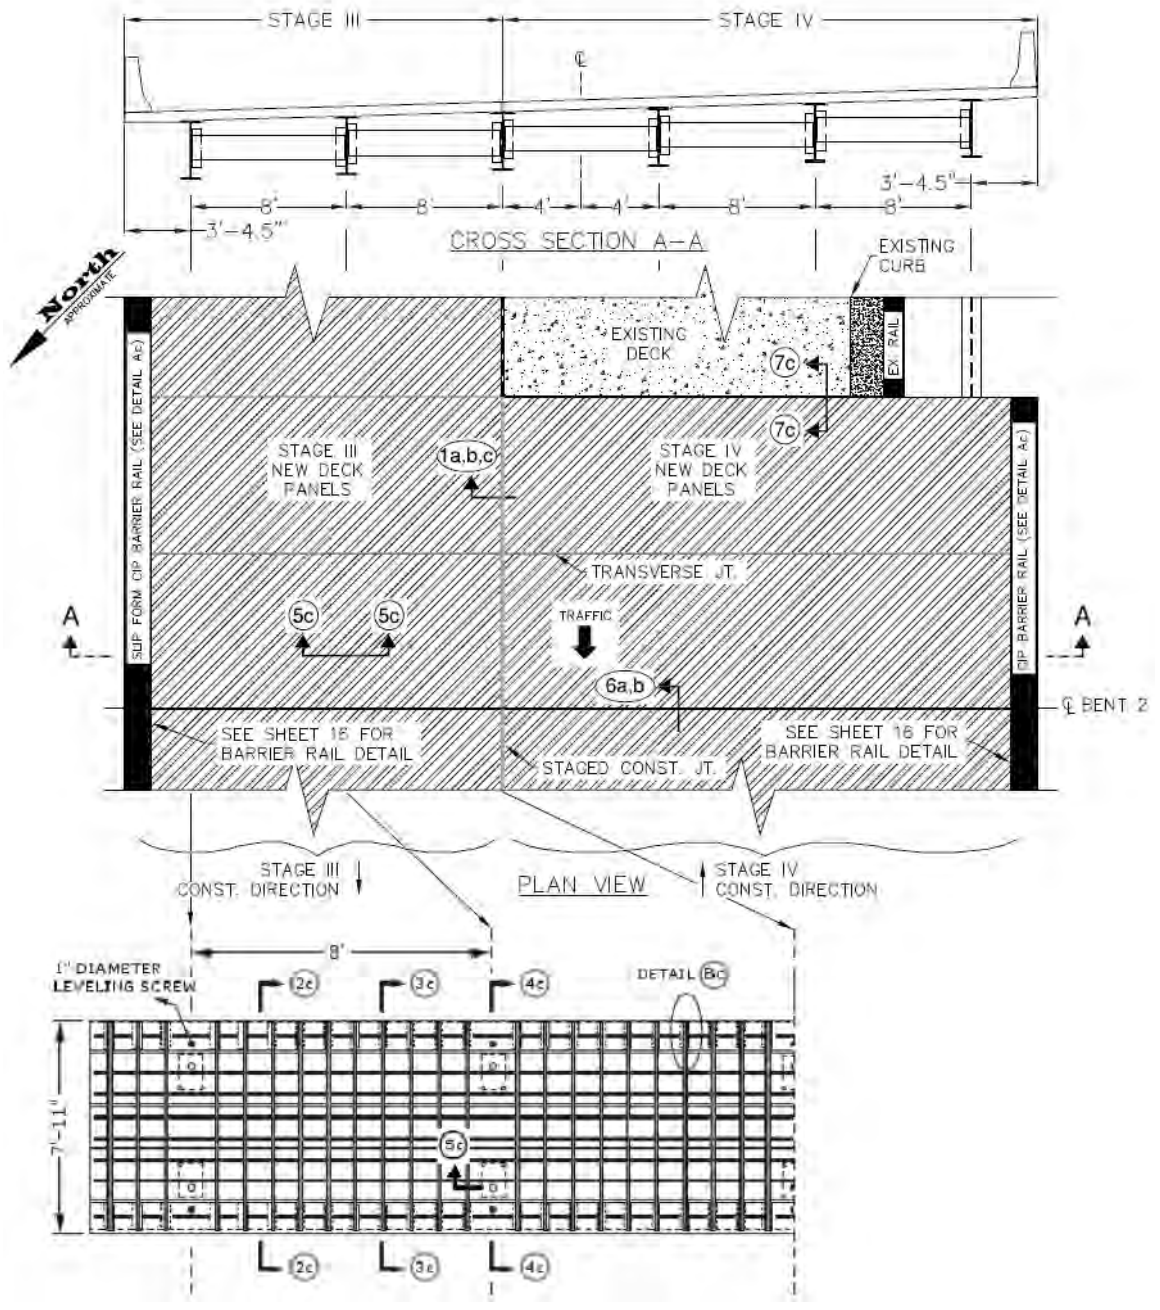 STAGE III
STAGE IV
℄
8'
8'
4'
4'
8'
8'
3'-4.5"
3'-4.5"
CROSS SECTION A-A
North
APPROXIMATE
EXISTING
CURB
EXISTING
DECK
EX. RAIL
7c
7c
SLIP FORM CIP BARRIER RAIL (SEE DETAIL Ac)
STAGE III
NEW DECK
PANELS
1a,b,c
STAGE IV
NEW DECK
PANELS
CIP BARRIER RAIL (SEE DETAIL Ac)
TRANSVERSE JT.
A
5c
5c
TRAFFIC
A
6a,b
℄ BENT 2
SEE SHEET 16 FOR
BARRIER RAIL DETAIL
SEE SHEET 16 FOR
BARRIER RAIL DETAIL
STAGED CONST. JT.
STAGE III
CONST. DIRECTION
PLAN VIEW
STAGE IV
CONST. DIRECTION
8'
1" DIAMETER
LEVELING SCREW
2c
3c
4c
DETAIL Bc
7'-11"
5c
2c
3c
4c